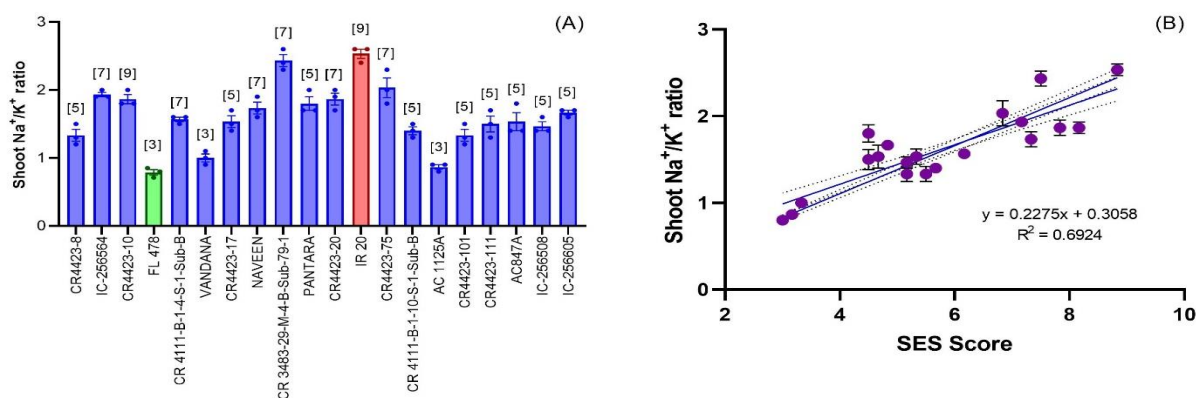 (A)
Shoot Na⁺/K⁺ ratio
3
2
1
0
[5]
[7]
[9]
[3]
[7]
[3]
[5]
[7]
[7]
[5]
[7]
[9]
[7]
[5]
[3]
[5]
[5]
[5]
[5]
[5]
CR4423-8
IC-256564
CR4423-10
FL 478
CR 4111-B-1-4-S-1-Sub-B
VANDANA
CR4423-17
NAVEEN
CR 3483-29-M-4-B-Sub-79-1
PANTARA
CR4423-20
IR 20
CR4423-75
CR 4111-B-1-10-S-1-Sub-B
AC 1125A
CR4423-101
CR4423-111
AC847A
IC-256508
IC-256605
(B)
Shoot Na⁺/K⁺ ratio
3
2
1
0
y = 0.2275x + 0.3058
R² = 0.6924
2 4 6 8 10
SES Score